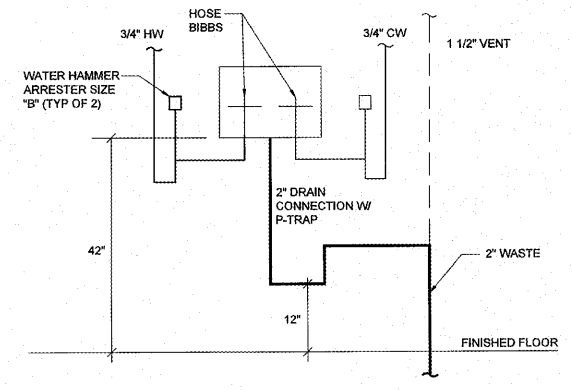 HOSE
BIBBS
3/4" HW
3/4" CW
1 1/2" VENT
WATER HAMMER
ARRESTER SIZE
"B" (TYP OF 2)
2" DRAIN
CONNECTION W/
P-TRAP
42"
2" WASTE
12"
FINISHED FLOOR